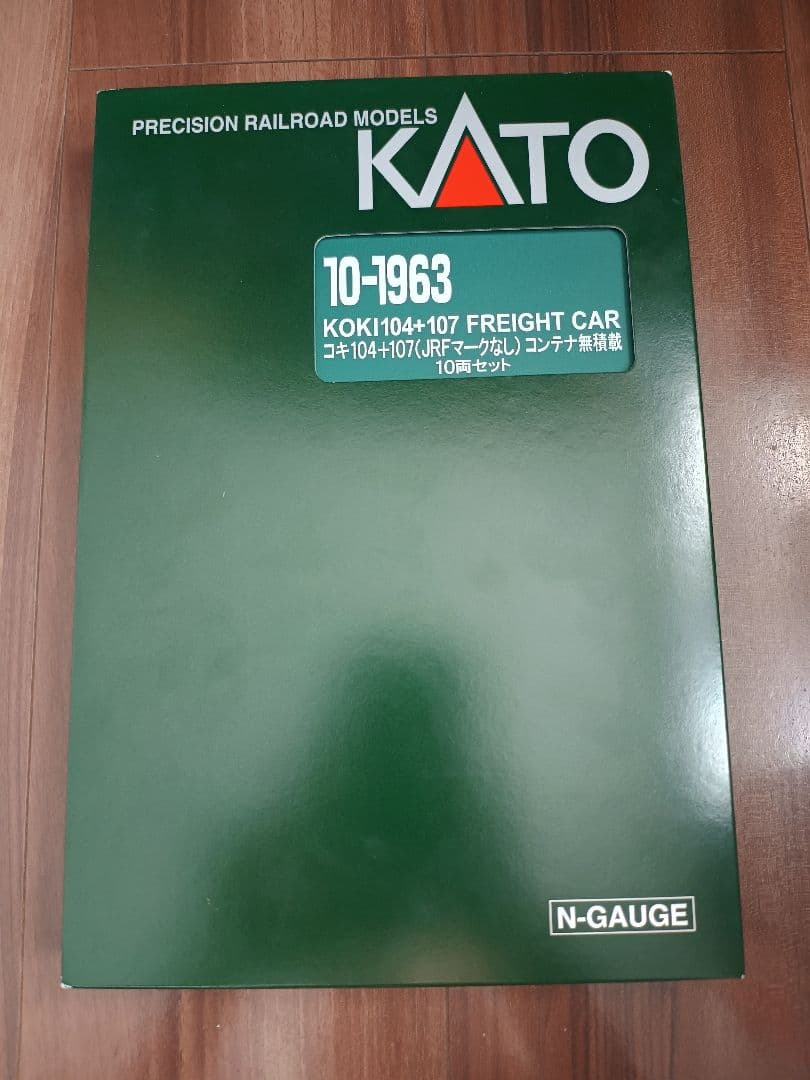 PRECISION RAILROAD MODELS
KATO
10-1963
KOKI104+107 FREIGHT CAR
コキ104+107(JRFマークなし) コンテナ無積載
10両セット
N-GAUGE